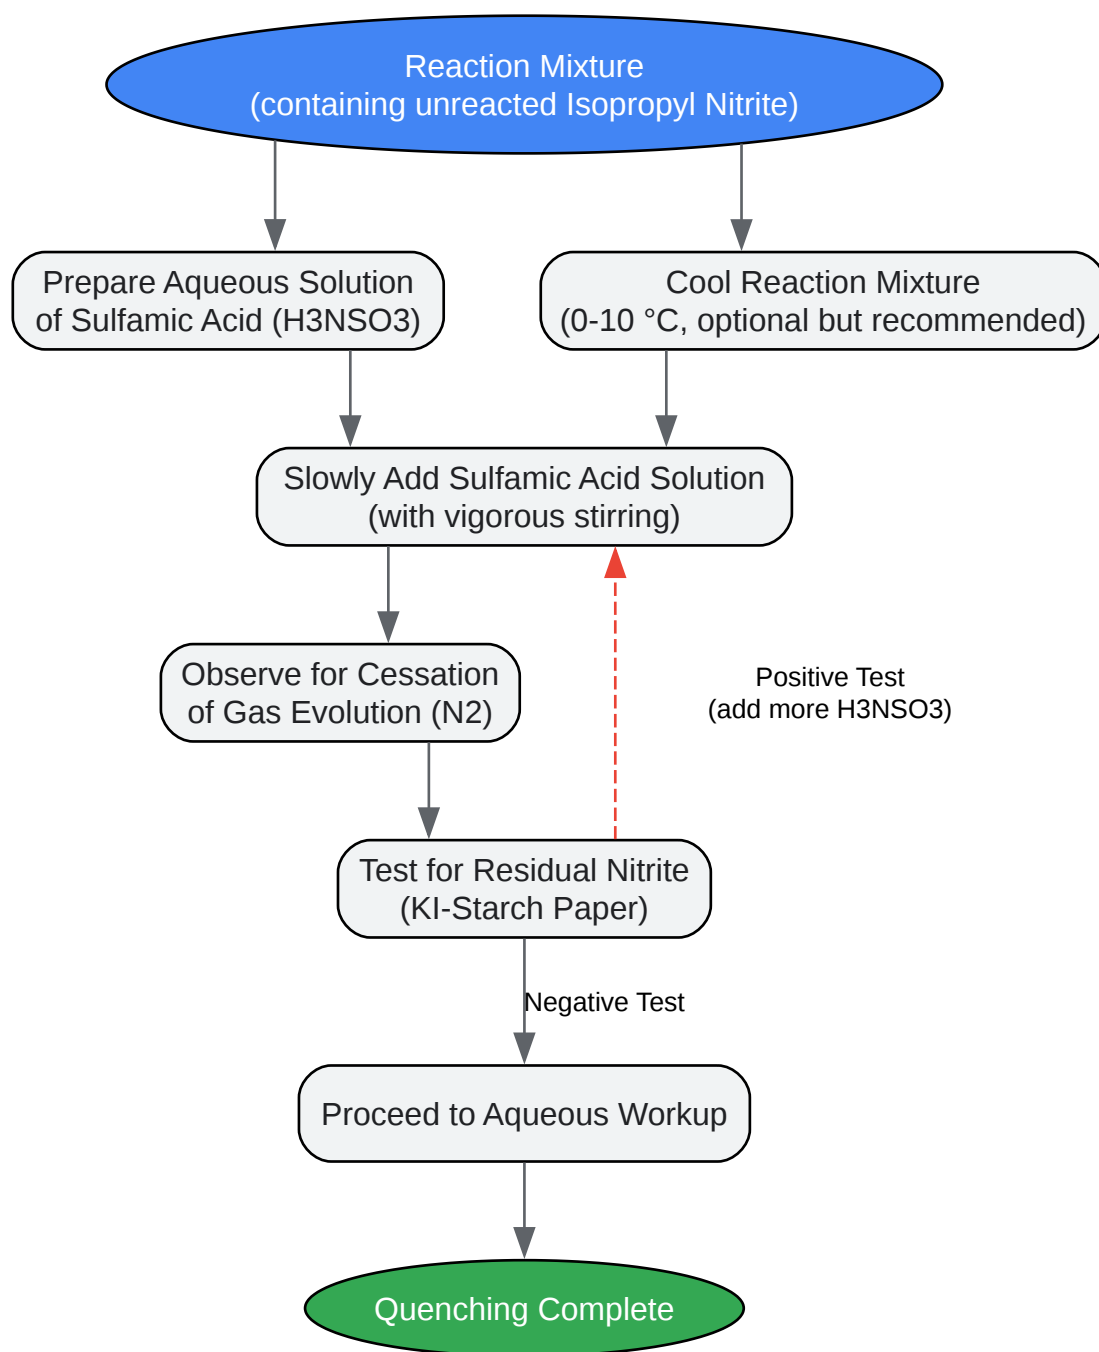 Reaction Mixture
(containing unreacted Isopropyl Nitrite)
Prepare Aqueous Solution
of Sulfamic Acid (H3NSO3)
Cool Reaction Mixture
(0-10 °C, optional but recommended)
Slowly Add Sulfamic Acid Solution
(with vigorous stirring)
Observe for Cessation
of Gas Evolution (N2)
Positive Test
(add more H3NSO3)
Test for Residual Nitrite
(KI-Starch Paper)
Negative Test
Proceed to Aqueous Workup
Quenching Complete